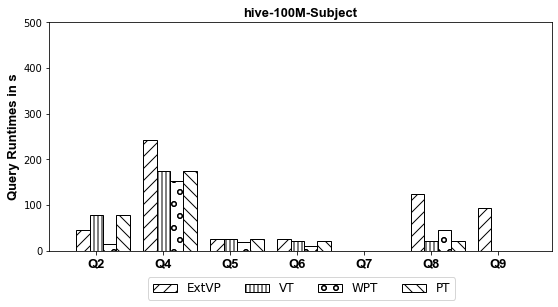 hive-100M-Subject
Query Runtimes in s
500
400
300
200
100
0
Q2 Q4 Q5 Q6 Q7 Q8 Q9
ExtVP VT WPT PT